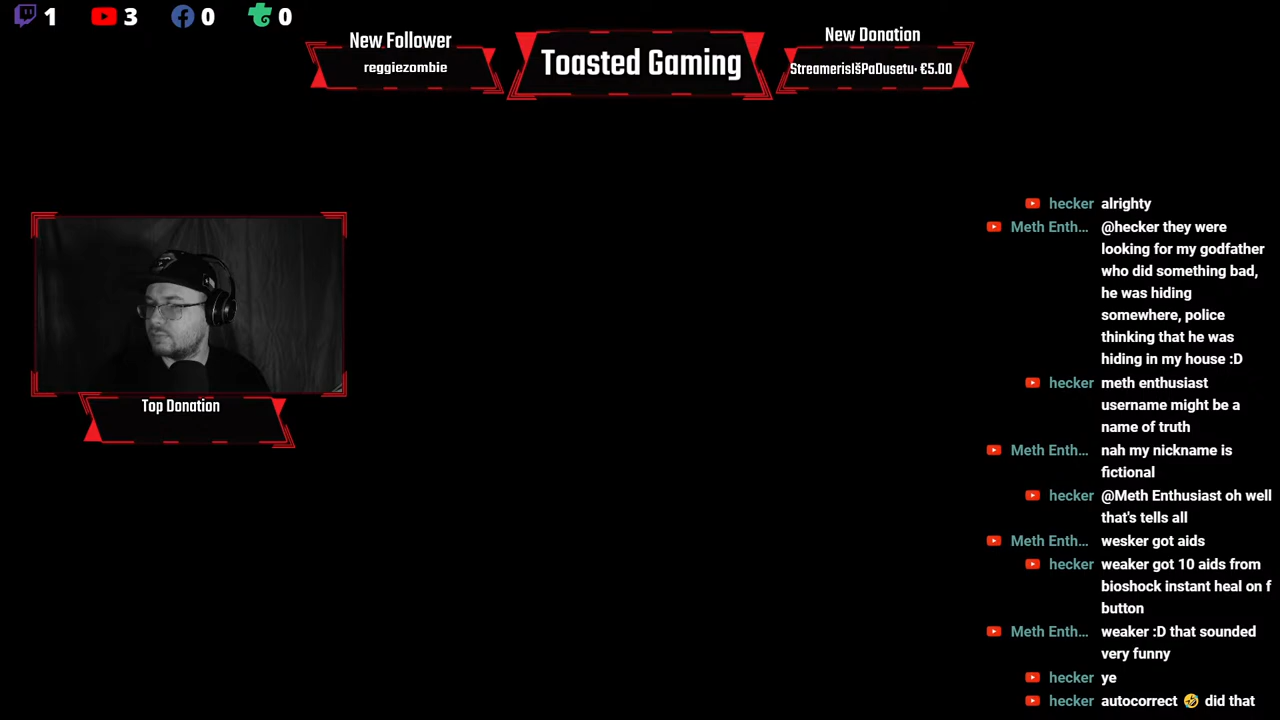 1 3 0 0
New Follower
reggiezombie
Toasted Gaming
New Donation
StreamerisIšPaDusetu· €5.00
Top Donation
hecker alrighty
Meth Enth... @hecker they were
looking for my godfather
who did something bad,
he was hiding
somewhere, police
thinking that he was
hiding in my house :D
hecker meth enthusiast
username might be a
name of truth
Meth Enth... nah my nickname is
fictional
hecker @Meth Enthusiast oh well
that's tells all
Meth Enth... wesker got aids
hecker weaker got 10 aids from
bioshock instant heal on f
button
Meth Enth... weaker :D that sounded
very funny
hecker ye
hecker autocorrect 🤣 did that